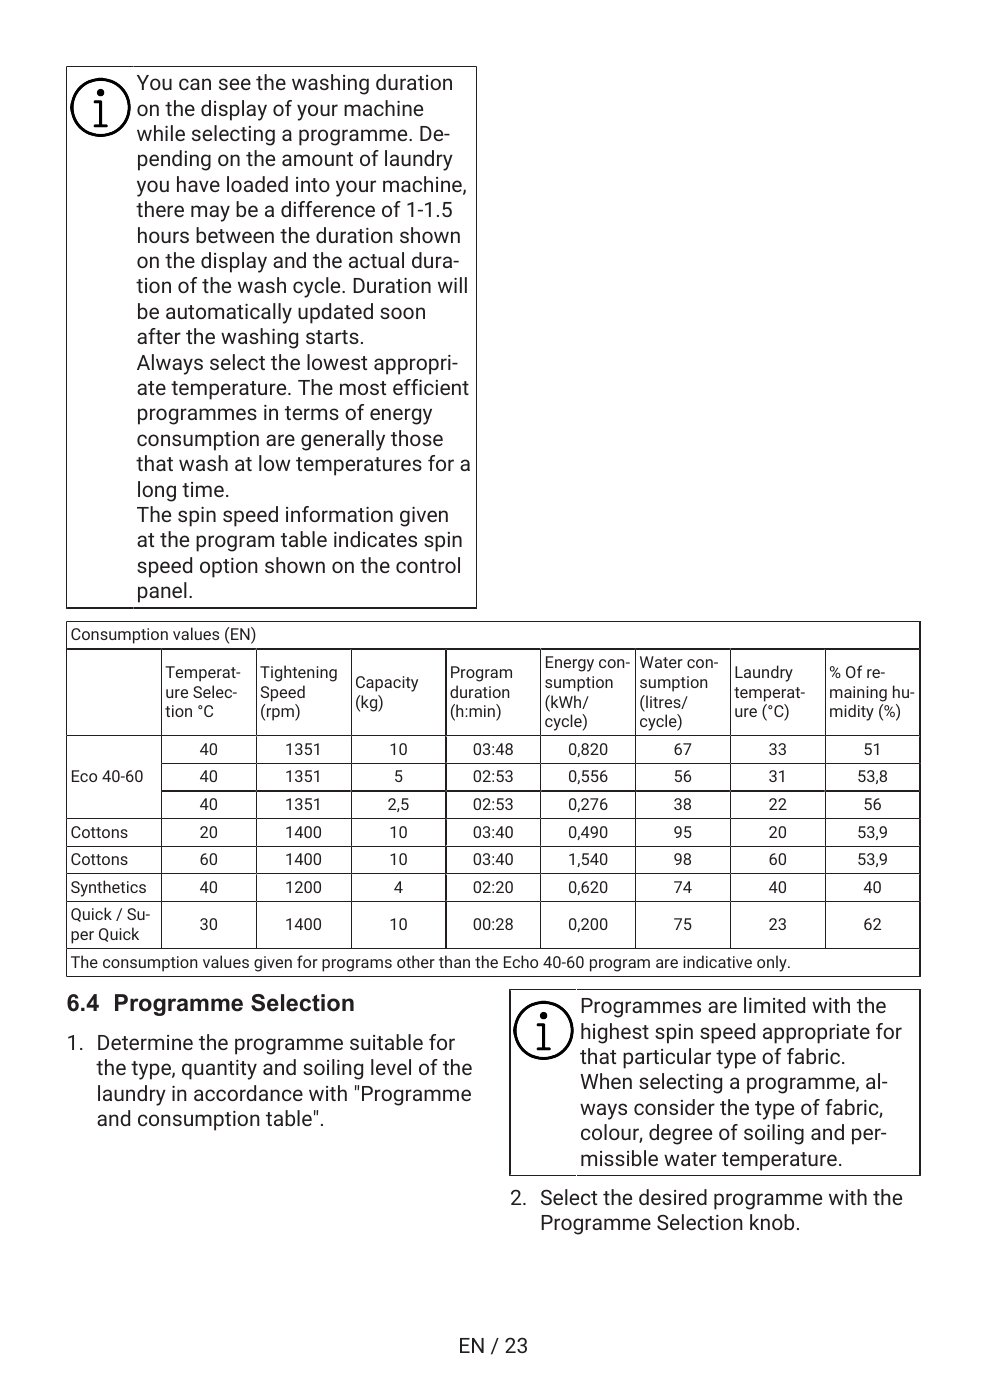 You can see the washing duration
on the display of your machine
while selecting a programme. De-
pending on the amount of laundry
you have loaded into your machine,
there may be a difference of 1-1.5
hours between the duration shown
on the display and the actual dura-
tion of the wash cycle. Duration will
be automatically updated soon
after the washing starts.
Always select the lowest appropri-
ate temperature. The most efficient
programmes in terms of energy
consumption are generally those
that wash at low temperatures for a
long time.
The spin speed information given
at the program table indicates spin
speed option shown on the control
panel.
Consumption values (EN)
Temperat-
ure Selec-
tion °C
Tightening
Speed
(rpm)
Capacity
(kg)
Program
duration
(h:min)
Energy con-
sumption
(kWh/
cycle)
Water con-
sumption
(litres/
cycle)
Laundry
temperat-
ure (°C)
% Of re-
maining hu-
midity (%)
Eco 40-60
40 1351 10 03:48 0,820 67 33 51
40 1351 5 02:53 0,556 56 31 53,8
40 1351 2,5 02:53 0,276 38 22 56
Cottons 20 1400 10 03:40 0,490 95 20 53,9
Cottons 60 1400 10 03:40 1,540 98 60 53,9
Synthetics 40 1200 4 02:20 0,620 74 40 40
Quick / Su-
per Quick
30 1400 10 00:28 0,200 75 23 62
The consumption values given for programs other than the Echo 40-60 program are indicative only.
6.4 Programme Selection
1. Determine the programme suitable for
the type, quantity and soiling level of the
laundry in accordance with "Programme
and consumption table".
Programmes are limited with the
highest spin speed appropriate for
that particular type of fabric.
When selecting a programme, al-
ways consider the type of fabric,
colour, degree of soiling and per-
missible water temperature.
2. Select the desired programme with the
Programme Selection knob.
EN / 23